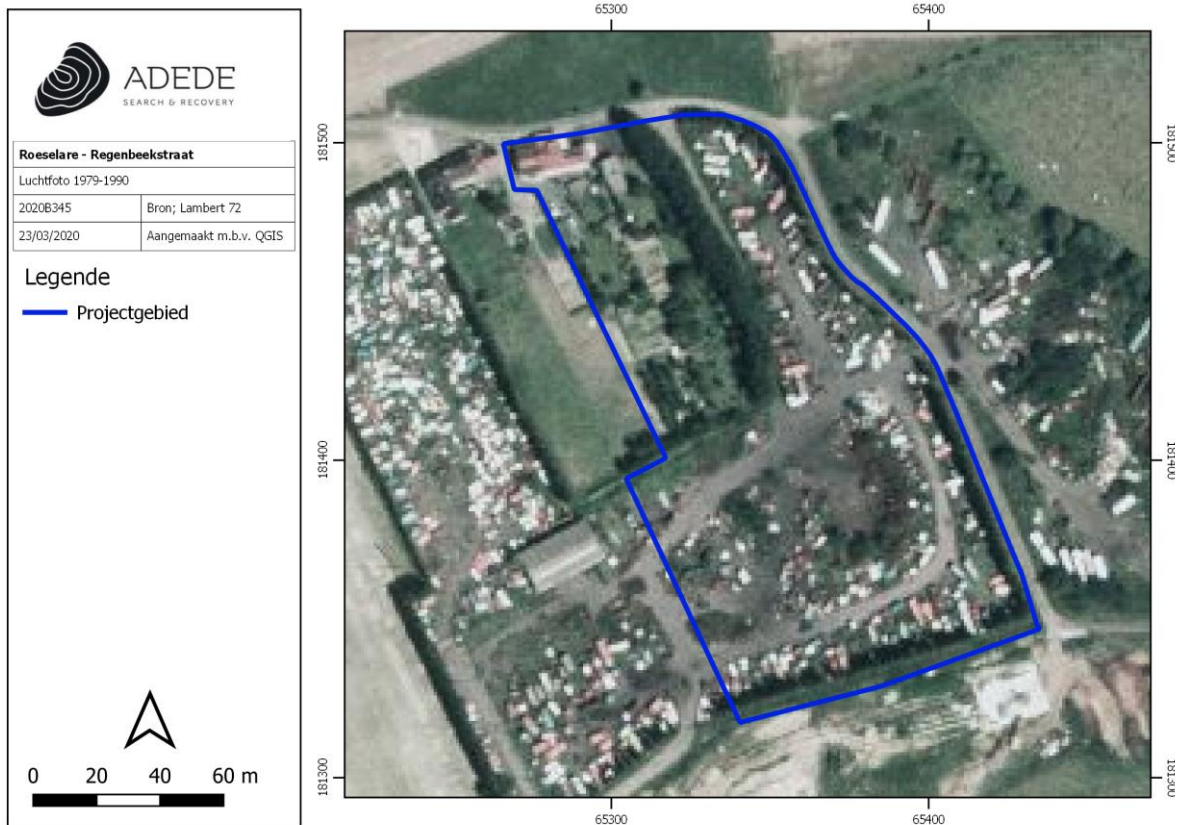 ADEDE
SEARCH & RECOVERY
Roeselare - Regenbeekstraat
Luchtfoto 1979-1990
2020B345 Bron; Lambert 72
23/03/2020 Aangemaakt m.b.v. QGIS
Legende
Projectgebied
0 20 40 60 m
65300 65400
181500 181500
181400 181400
181300 181300
65300 65400